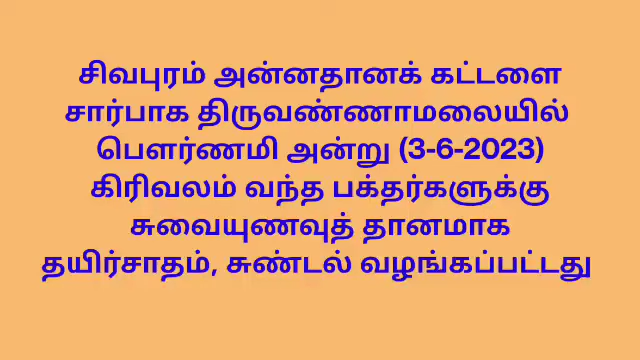 சிவபுரம் அன்னதானக் கட்டளை
சார்பாக திருவண்ணாமலையில்
பௌர்ணமி அன்று (3-6-2023)
கிரிவலம் வந்த பக்தர்களுக்கு
சுவையுணவுத் தானமாக
தயிர்சாதம், சுண்டல் வழங்கப்பட்டது